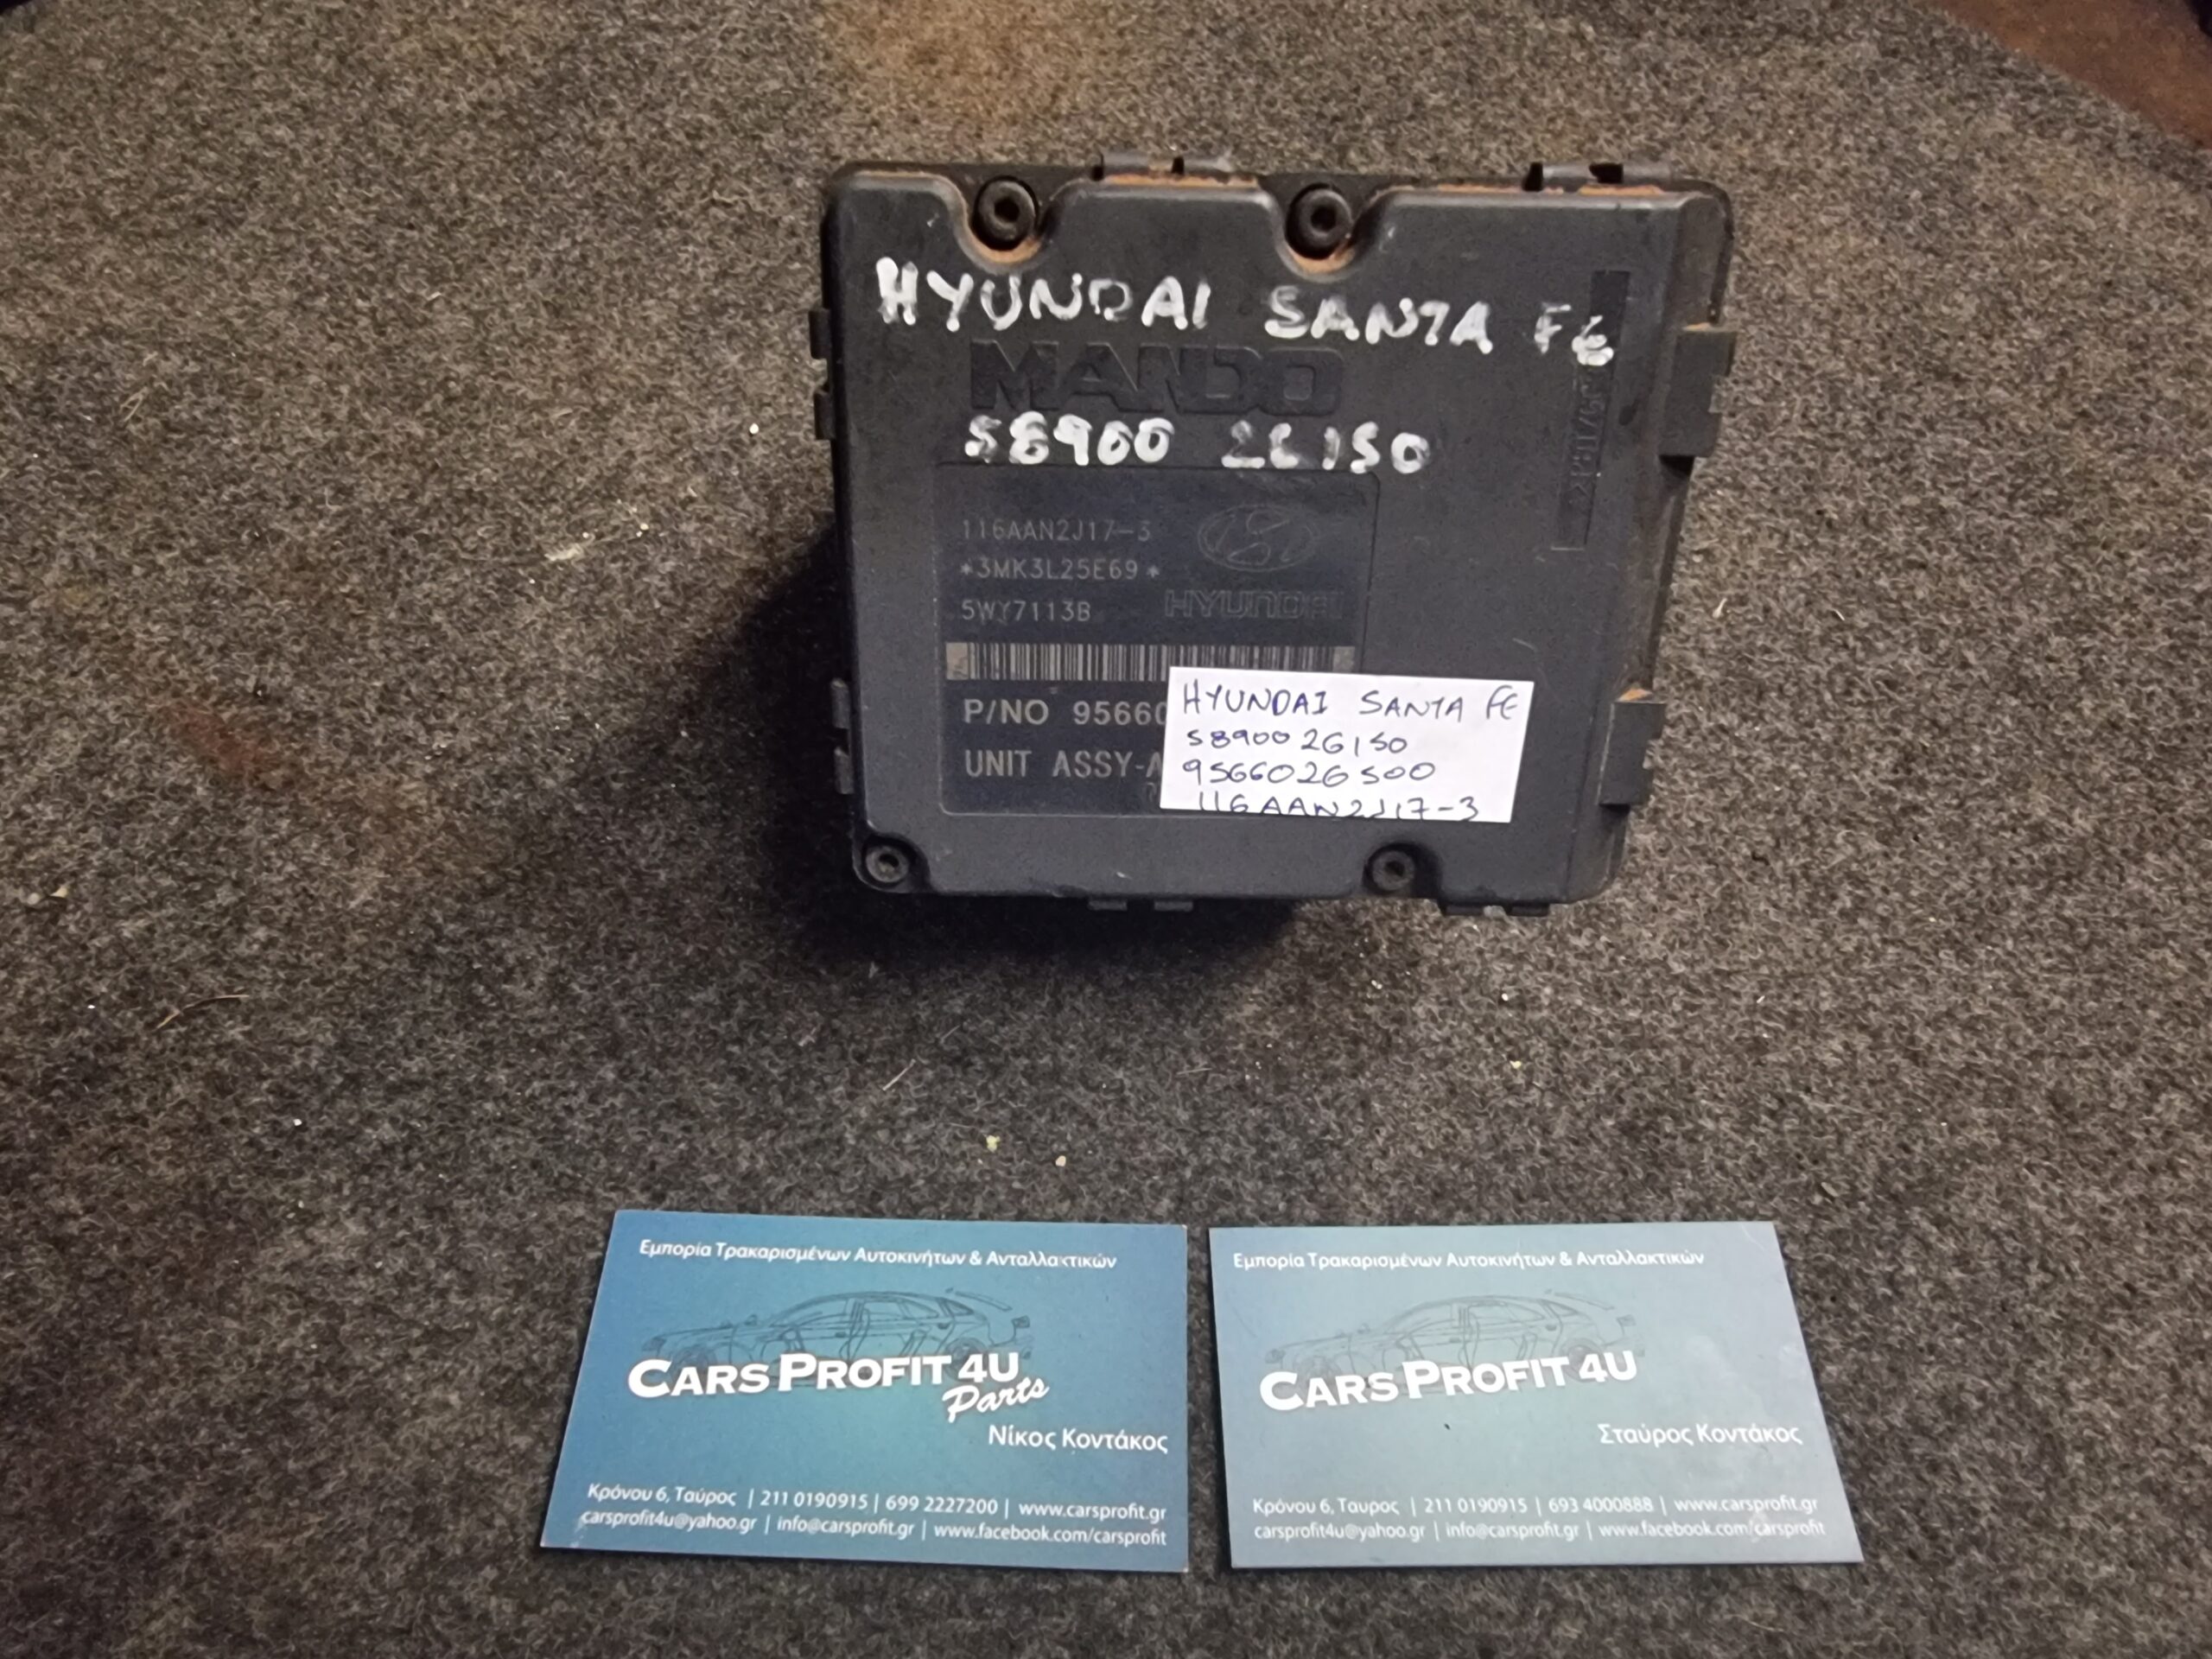 HYUNDAI SANTA FE
MANDO
58900 26150
116AAN2J17-3
*3MK3L25E69*
5WY7113B
HYUNDAI
P/NO 95660
UNIT ASSY-A
HYUNDAI SANTA FE
58900 26150
9566026500
116AAN2J17-3
Εμπορία Τρακαρισμένων Αυτοκινήτων & Ανταλλακτικών
CARS PROFIT 4U
Parts
Νίκος Κοντάκος
Κρόνου 6, Ταύρος | 211 0190915 | 699 2227200 | www.carsprofit.gr
carsprofit4u@yahoo.gr | info@carsprofit.gr | www.facebook.com/carsprofit
Εμπορία Τρακαρισμένων Αυτοκινήτων & Ανταλλακτικών
CARS PROFIT 4U
Σταύρος Κοντάκος
Κρόνου 6, Ταυρος | 211 0190915 | 693 4000888 | www.carsprofit.gr
carsprofit4u@yahoo.gr | info@carsprofit.gr | www.facebook.com/carsprofit